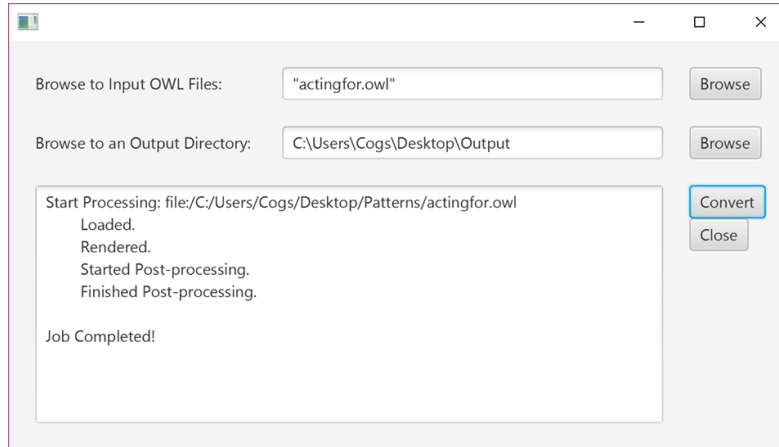 Browse to Input OWL Files: "actingfor.owl" Browse
Browse to an Output Directory: C:\Users\Cogs\Desktop\Output Browse
Start Processing: file:/C:/Users/Cogs/Desktop/Patterns/actingfor.owl
Loaded.
Rendered.
Started Post-processing.
Finished Post-processing.
Job Completed!
Convert
Close